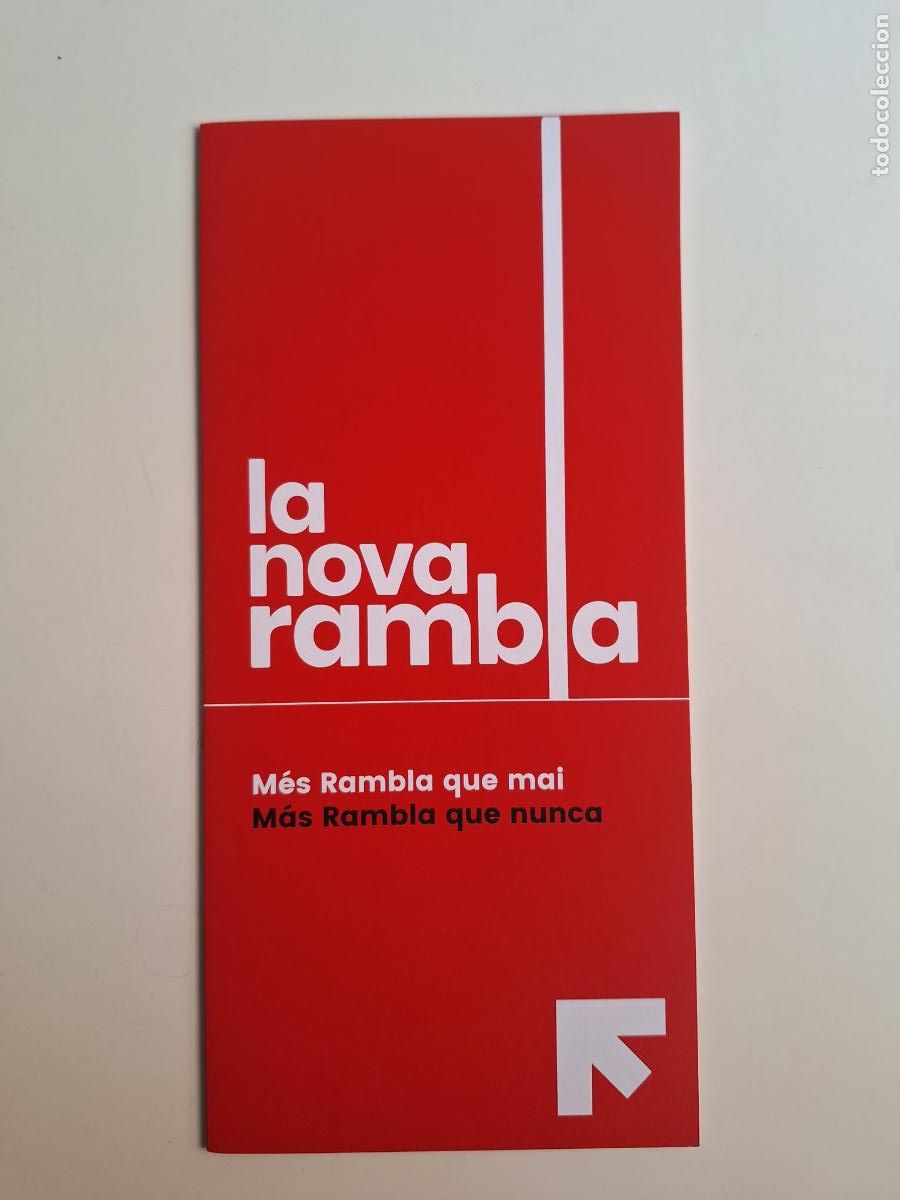 la
nova
rambla
Més Rambla que mai
Más Rambla que nunca
todocoleccion